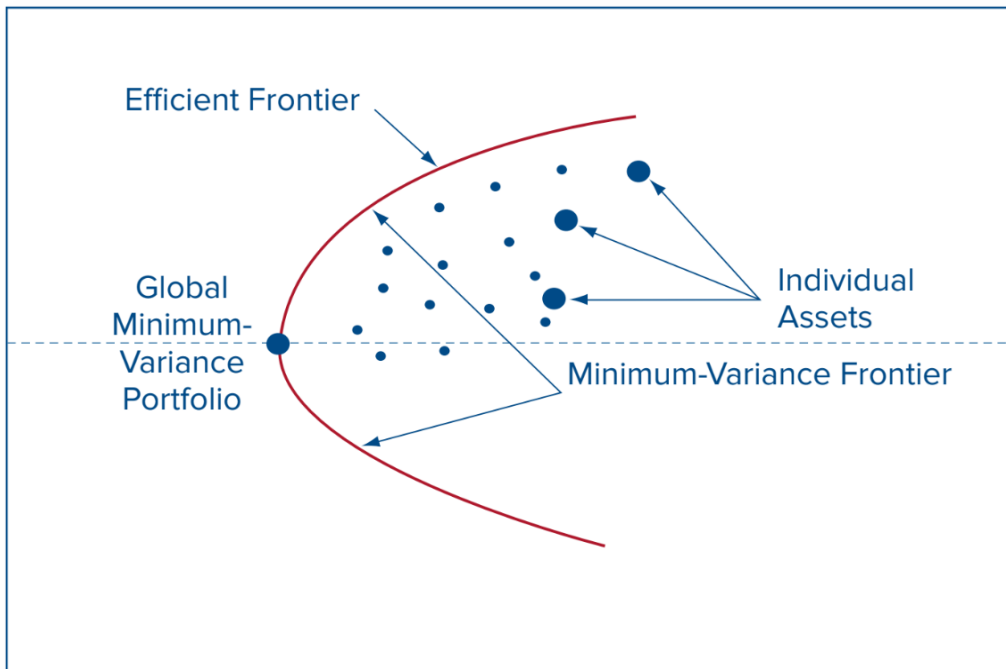 Efficient Frontier
Global
Minimum-
Variance
Portfolio
Individual
Assets
Minimum-Variance Frontier